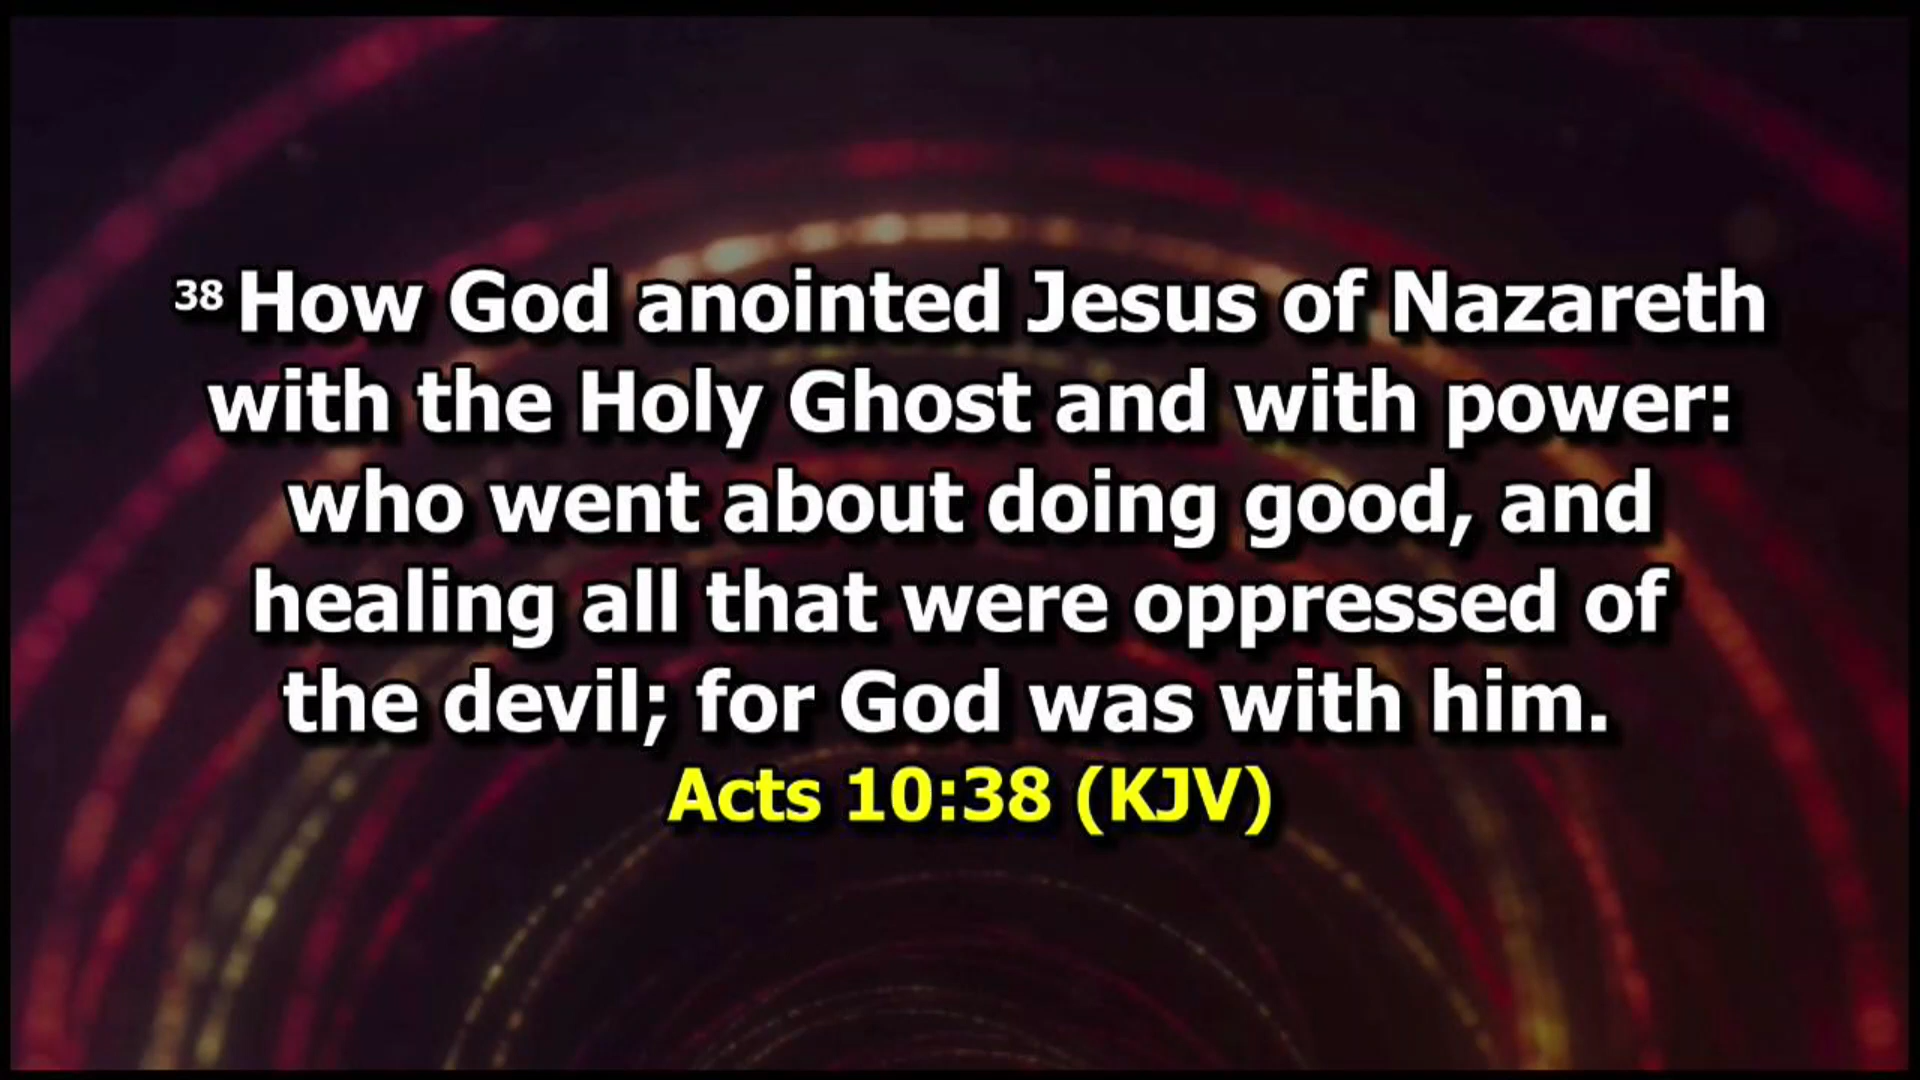 38 How God anointed Jesus of Nazareth
with the Holy Ghost and with power:
who went about doing good, and
healing all that were oppressed of
the devil; for God was with him.
Acts 10:38 (KJV)